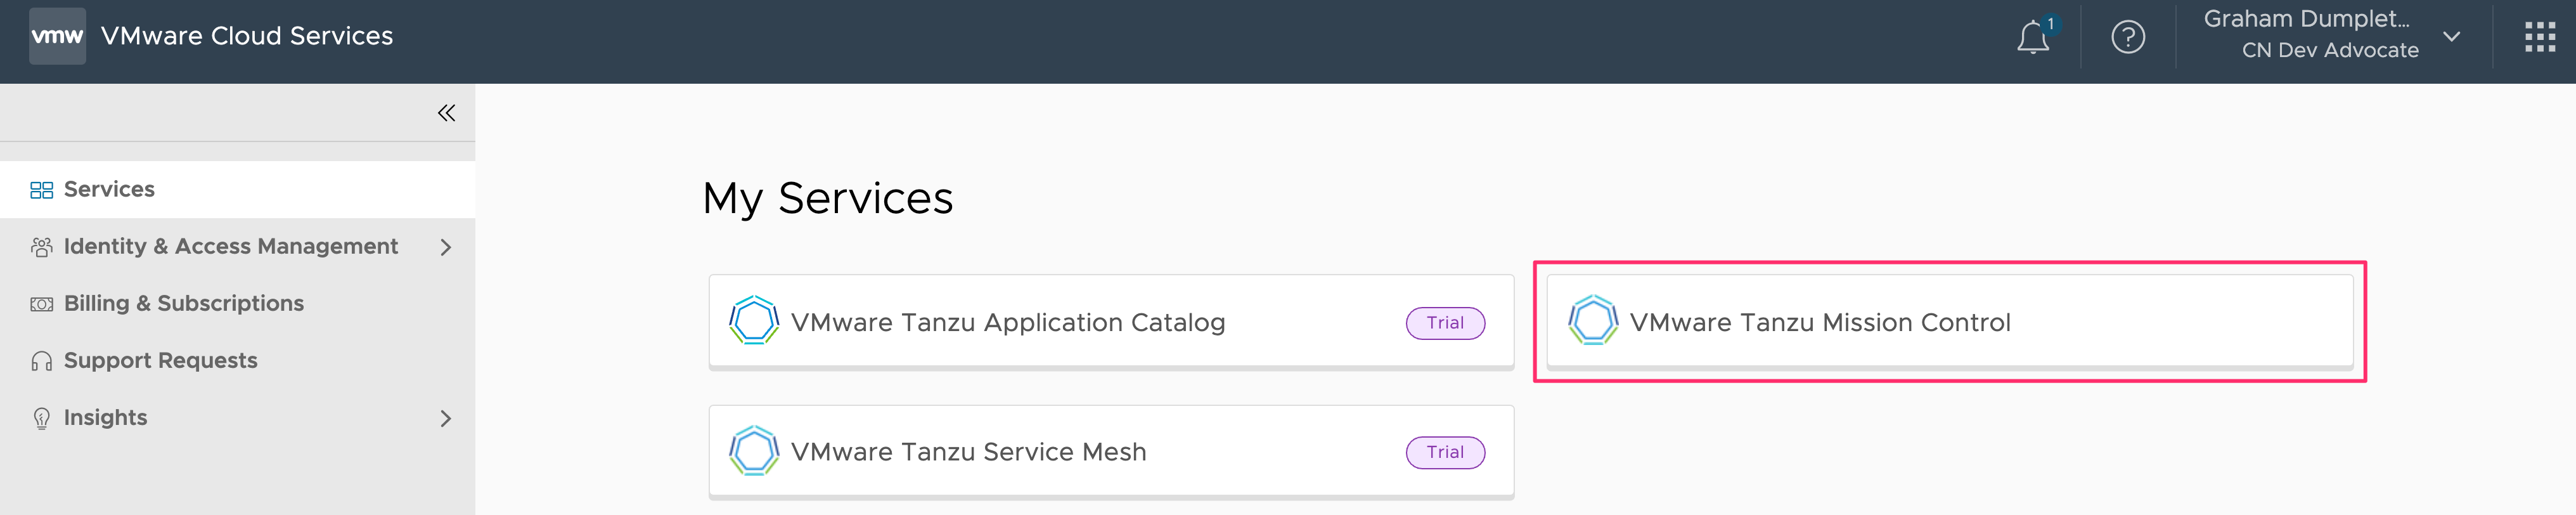 vmw VMware Cloud Services
1
?
Graham Dumplet...
CN Dev Advocate
Services
Identity & Access Management
Billing & Subscriptions
Support Requests
Insights
My Services
VMware Tanzu Application Catalog Trial
VMware Tanzu Mission Control
VMware Tanzu Service Mesh Trial